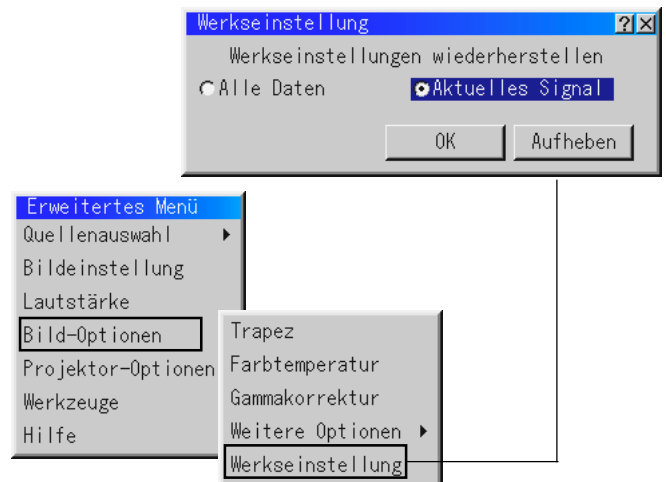 Werkseinstellung
Werkseinstellungen wiederherstellen
Alle Daten Aktuelles Signal
OK Aufheben
Erweitertes Menü
Quellenauswahl
Bildeinstellung
Lautstärke
Bild-Optionen
Projektor-Optionen
Werkzeuge
Hilfe
Trapez
Farbtemperatur
Gammakorrektur
Weitere Optionen
Werkseinstellung